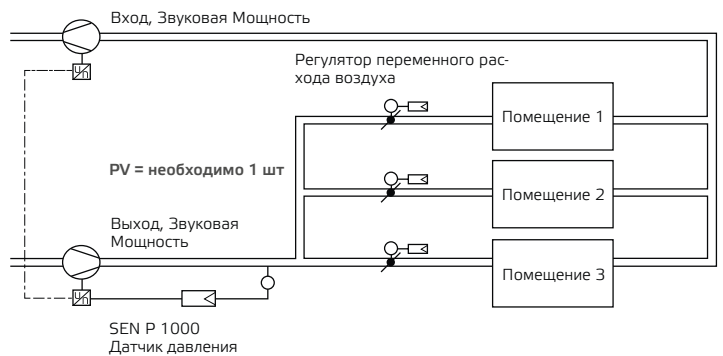 Вход, Звуковая Мощность
Регулятор переменного рас-
хода воздуха
Помещение 1
PV = необходимо 1 шт
Помещение 2
Выход, Звуковая
Мощность
Помещение 3
SEN P 1000
Датчик давления